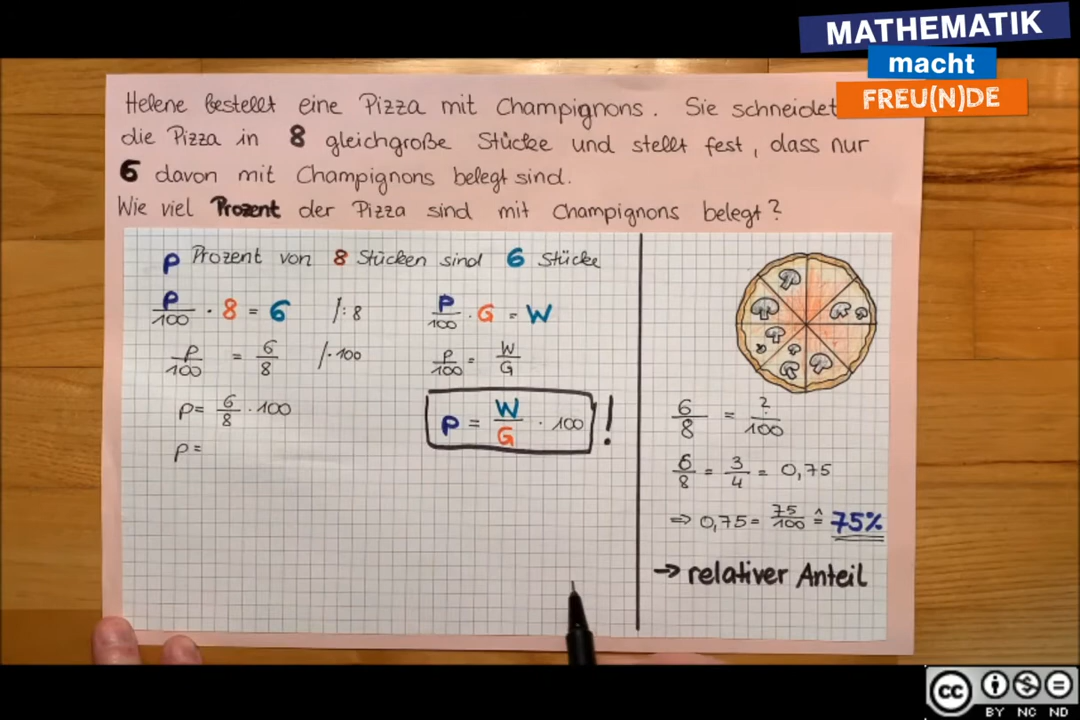 MATHEMATIK
macht
FREU(N)DE
Helene bestellt eine Pizza mit Champignons. Sie schneidet
die Pizza in 8 gleichgroße Stücke und stellt fest, dass nur
6 davon mit Champignons belegt sind.
Wie viel Prozent der Pizza sind mit Champignons belegt?
p Prozent von 8 Stücken sind 6 Stücke
p/100 · 8 = 6 /:8
p/100 = 6/8 /·100
p = 6/8 · 100
p =
p/100 · G = W
p/100 = W/G
p = W/G · 100 !
6/8 = ?/100
6/8 = 3/4 = 0,75
⇒ 0,75 = 75/100 ≙ 75%
→ relativer Anteil
cc
BY NC ND